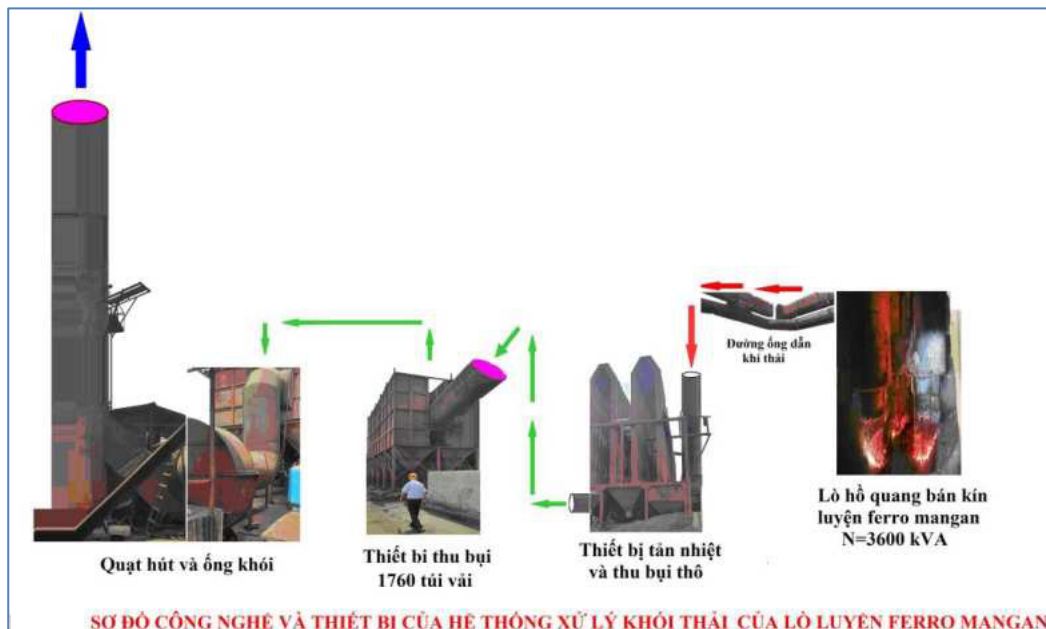 Đường ống dẫn
khí thải
Lò hồ quang bán kín
luyện ferro mangan
N=3600 kVA
Thiết bị tản nhiệt
và thu bụi thô
Thiết bi thu bụi
1760 túi vải
Quạt hút và ống khói
SƠ ĐỒ CÔNG NGHỆ VÀ THIẾT BỊ CỦA HỆ THỐNG XỬ LÝ KHÓI THẢI CỦA LÒ LUYỆN FERRO MANGAN